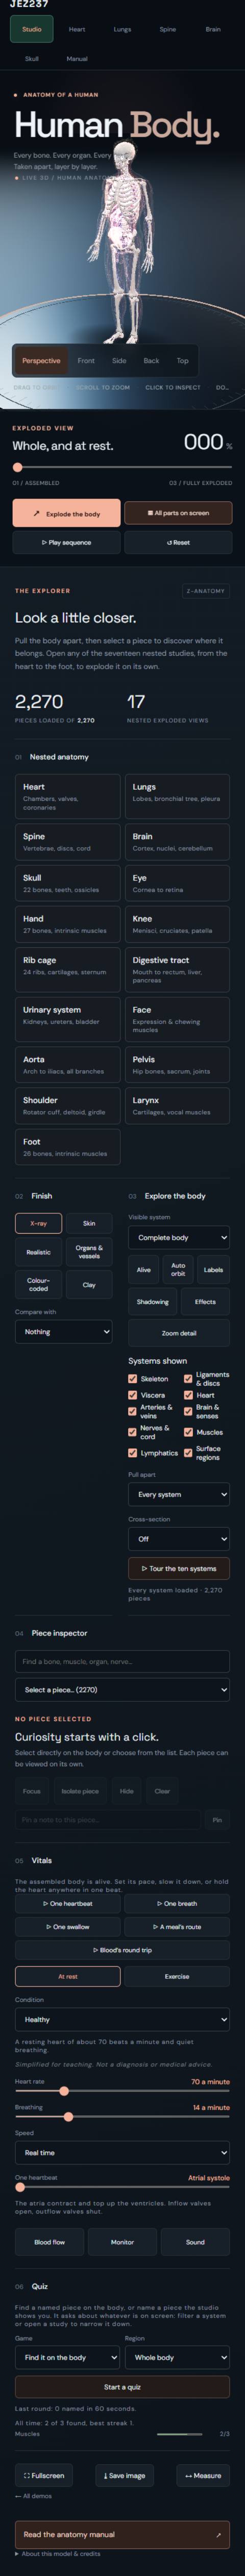 JEZ237
Studio
Heart
Lungs
Spine
Brain
Skull
Manual
ANATOMY OF A HUMAN
Human Body.
Every bone. Every organ. Every
Taken apart, layer by layer.
LIVE 3D / HUMAN
Perspective
Front
Side
Back
Top
DRAG TO
SCROLL TO ZOOM
CLICK TO INSPECT
EXPLODED VIEW
Whole, and at rest.
000 %
01 / ASSEMBLED
03 / FULLY EXPLODED
↗ Explode the body
⊞ All parts on screen
▷ Play sequence
↺ Reset
THE EXPLORER
Z-ANATOMY
Look a little closer.
Pull the body apart, then select a piece to discover where it
belongs. Open any of the seventeen nested studies, from the
heart to the foot, to explode it on its own.
2,270
PIECES LOADED OF 2,270
17
NESTED EXPLODED VIEWS
01 Nested anatomy
Heart
Chambers, valves,
coronaries
Lungs
Lobes, bronchial tree, pleura
Spine
Vertebrae, discs, cord
Brain
Cortex, nuclei, cerebellum
Skull
22 bones, teeth, ossicles
Eye
Cornea to retina
Hand
27 bones, intrinsic muscles
Knee
Menisci, cruciates, patella
Rib cage
24 ribs, cartilages, sternum
Digestive tract
Mouth to rectum, liver,
pancreas
Urinary system
Kidneys, ureters, bladder
Face
Expression & chewing
muscles
Aorta
Arch to iliacs, all branches
Pelvis
Hip bones, sacrum, joints
Shoulder
Rotator cuff, deltoid, girdle
Larynx
Cartilages, vocal muscles
Foot
26 bones, intrinsic muscles
02 Finish
X-ray
Skin
Realistic
Organs &
vessels
Colour-
coded
Clay
Compare with
Nothing
03 Explore the body
Visible system
Complete body
Alive
Auto
orbit
Labels
Shadowing
Effects
Zoom detail
Systems shown
Skeleton
Ligaments
& discs
Viscera
Heart
Arteries &
veins
Brain &
senses
Nerves &
cord
Muscles
Lymphatics
Surface
regions
Pull apart
Every system
Cross-section
Off
▷ Tour the ten systems
Every system loaded · 2,270
pieces
04 Piece inspector
Find a bone, muscle, organ, nerve...
Select a piece... (2270)
NO PIECE SELECTED
Curiosity starts with a click.
Select directly on the body or choose from the list. Each piece can
be viewed on its own.
Focus
Isolate piece
Hide
Clear
Pin a note to this piece...
Pin
05 Vitals
The assembled body is alive. Set its pace, slow it down, or hold
the heart anywhere in one beat.
▷ One heartbeat
▷ One breath
▷ One swallow
▷ A meal's route
▷ Blood's round trip
At rest
Exercise
Condition
Healthy
A resting heart of about 70 beats a minute and quiet
breathing.
Simplified for teaching. Not a diagnosis or medical advice.
Heart rate
70 a minute
Breathing
14 a minute
Speed
Real time
One heartbeat
Atrial systole
The atria contract and top up the ventricles. Inflow valves
open, outflow valves shut.
Blood flow
Monitor
Sound
06 Quiz
Find a named piece on the body, or name a piece the studio
shows you. It asks about whatever is on screen: filter a system
or open a study to narrow it down.
Game
Find it on the body
Region
Whole body
Start a quiz
Last round: 0 named in 60 seconds.
All time: 2 of 3 found, best streak 1.
Muscles
2/3
⛶ Fullscreen
⤓ Save image
↔ Measure
← All demos
Read the anatomy manual ↗
▸ About this model & credits